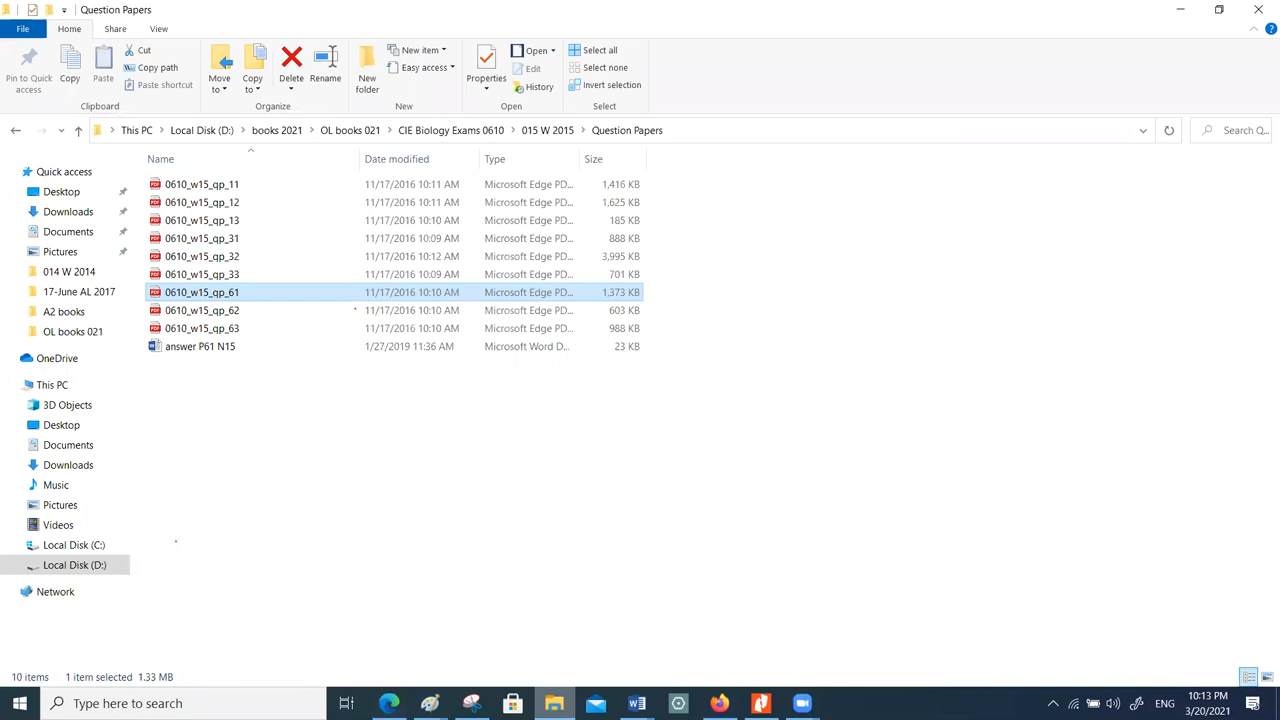 Question Papers
File Home Share View
Pin to Quick access
Copy
Paste
Cut
Copy path
Paste shortcut
Clipboard
Move to
Copy to
Delete
Rename
Organize
New folder
New item
Easy access
New
Properties
Open
Edit
History
Open
Select all
Select none
Invert selection
Select
This PC Local Disk (D:) books 2021 OL books 021 CIE Biology Exams 0610 015 W 2015 Question Papers
Search Q...
Name Date modified Type Size
0610_w15_qp_11 11/17/2016 10:11 AM Microsoft Edge PD... 1,416 KB
0610_w15_qp_12 11/17/2016 10:11 AM Microsoft Edge PD... 1,625 KB
0610_w15_qp_13 11/17/2016 10:10 AM Microsoft Edge PD... 185 KB
0610_w15_qp_31 11/17/2016 10:09 AM Microsoft Edge PD... 888 KB
0610_w15_qp_32 11/17/2016 10:12 AM Microsoft Edge PD... 3,995 KB
0610_w15_qp_33 11/17/2016 10:09 AM Microsoft Edge PD... 701 KB
0610_w15_qp_61 11/17/2016 10:10 AM Microsoft Edge PD... 1,373 KB
0610_w15_qp_62 11/17/2016 10:10 AM Microsoft Edge PD... 603 KB
0610_w15_qp_63 11/17/2016 10:10 AM Microsoft Edge PD... 988 KB
answer P61 N15 1/27/2019 11:36 AM Microsoft Word D... 23 KB
Quick access
Desktop
Downloads
Documents
Pictures
014 W 2014
17-June AL 2017
A2 books
OL books 021
OneDrive
This PC
3D Objects
Desktop
Documents
Downloads
Music
Pictures
Videos
Local Disk (C:)
Local Disk (D:)
Network
10 items 1 item selected 1.33 MB
Type here to search
ENG
10:13 PM
3/20/2021